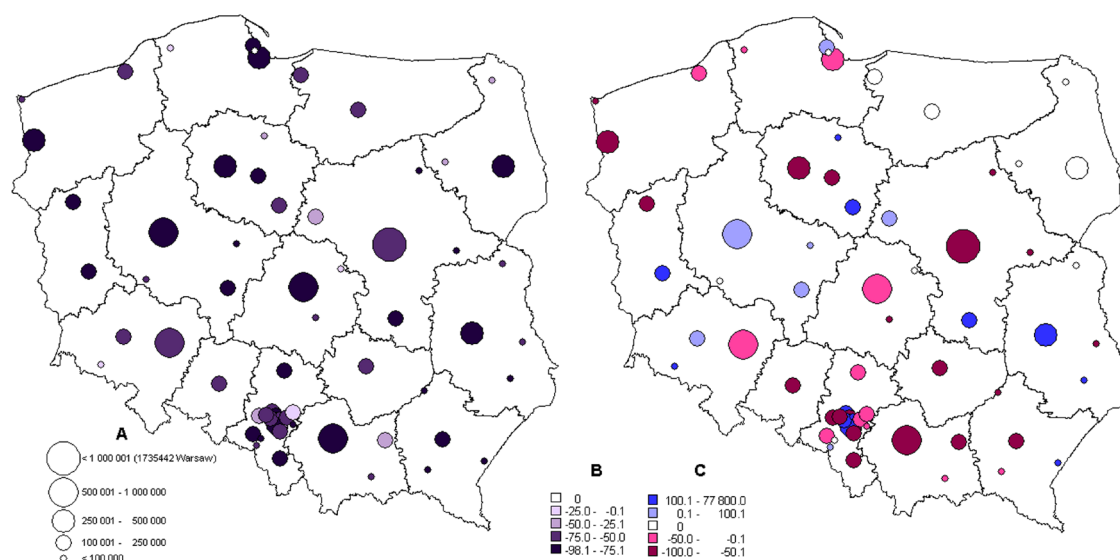 A
< 1 000 001 (1735442 Warsaw)
500 001 - 1 000 000
250 001 - 500 000
100 001 - 250 000
< 100 000
B
0
-25.0 - -0.1
-50.0 - -25.1
-75.0 - -50.0
-98.1 - -75.1
C
100.1 - 77 800.0
0.1 - 100.1
0
-50.0 - -0.1
-100.0 - -50.1